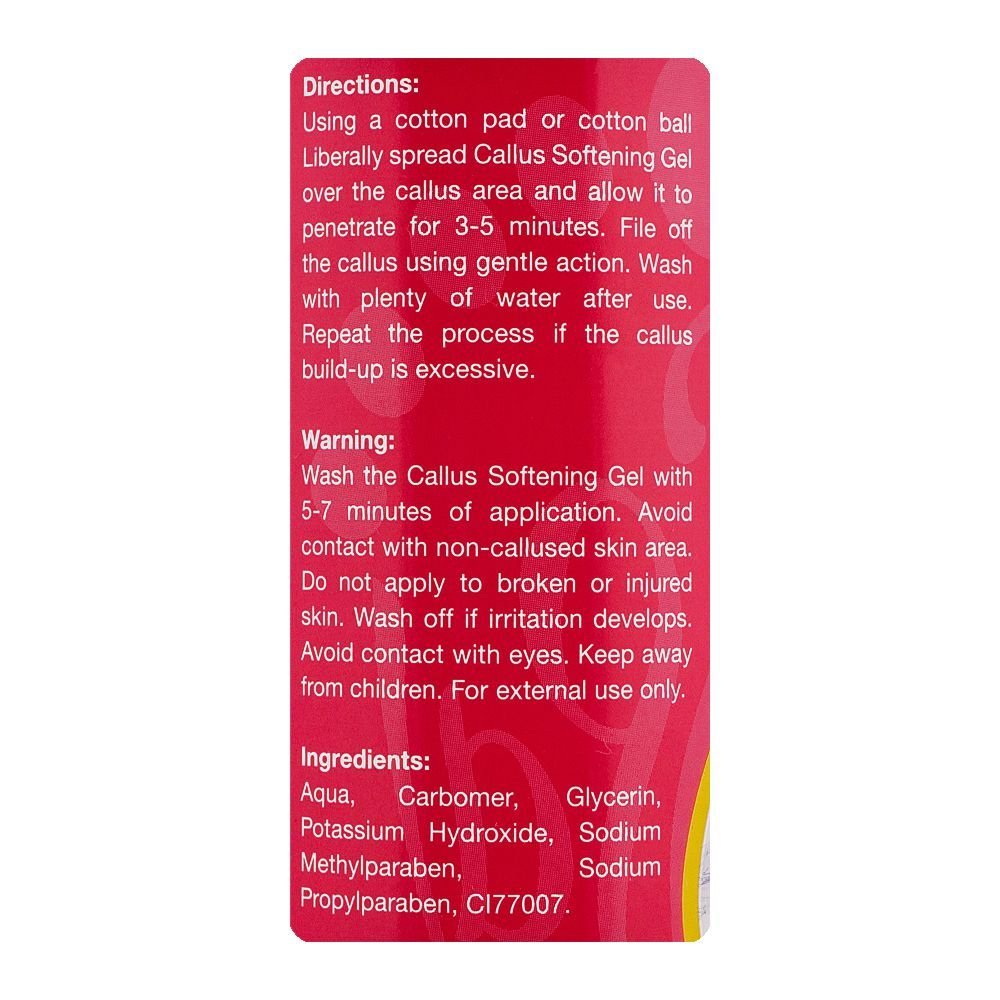 Directions:
Using a cotton pad or cotton ball
Liberally spread Callus Softening Gel
over the callus area and allow it to
penetrate for 3-5 minutes. File off
the callus using gentle action. Wash
with plenty of water after use.
Repeat the process if the callus
build-up is excessive.
Warning:
Wash the Callus Softening Gel with
5-7 minutes of application. Avoid
contact with non-callused skin area.
Do not apply to broken or injured
skin. Wash off if irritation develops.
Avoid contact with eyes. Keep away
from children. For external use only.
Ingredients:
Aqua, Carbomer, Glycerin,
Potassium Hydroxide, Sodium
Methylparaben, Sodium
Propylparaben, CI77007.